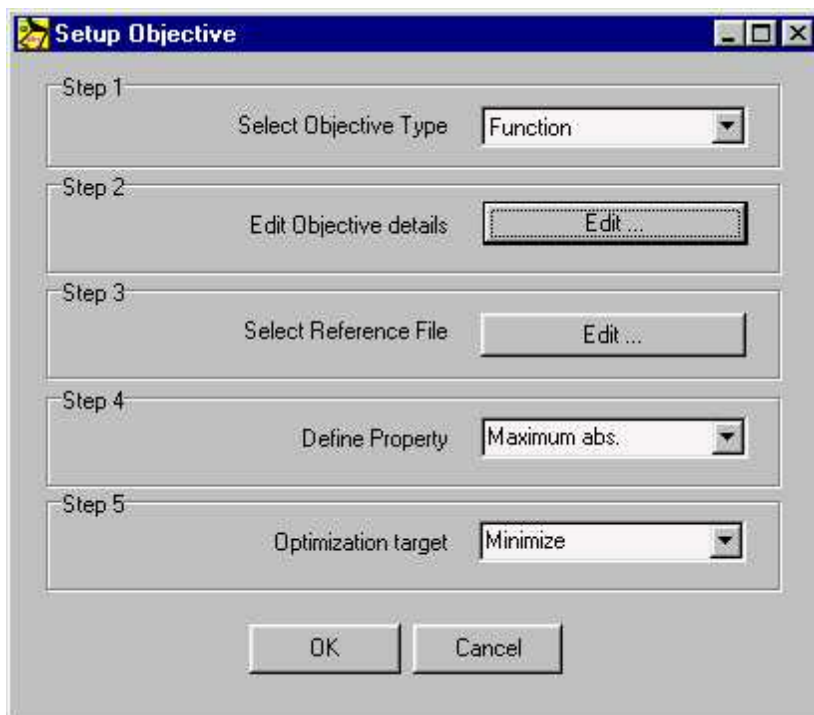 Setup Objective
Step 1
Select Objective Type Function
Step 2
Edit Objective details Edit ...
Step 3
Select Reference File Edit ...
Step 4
Define Property Maximum abs.
Step 5
Optimization target Minimize
OK Cancel